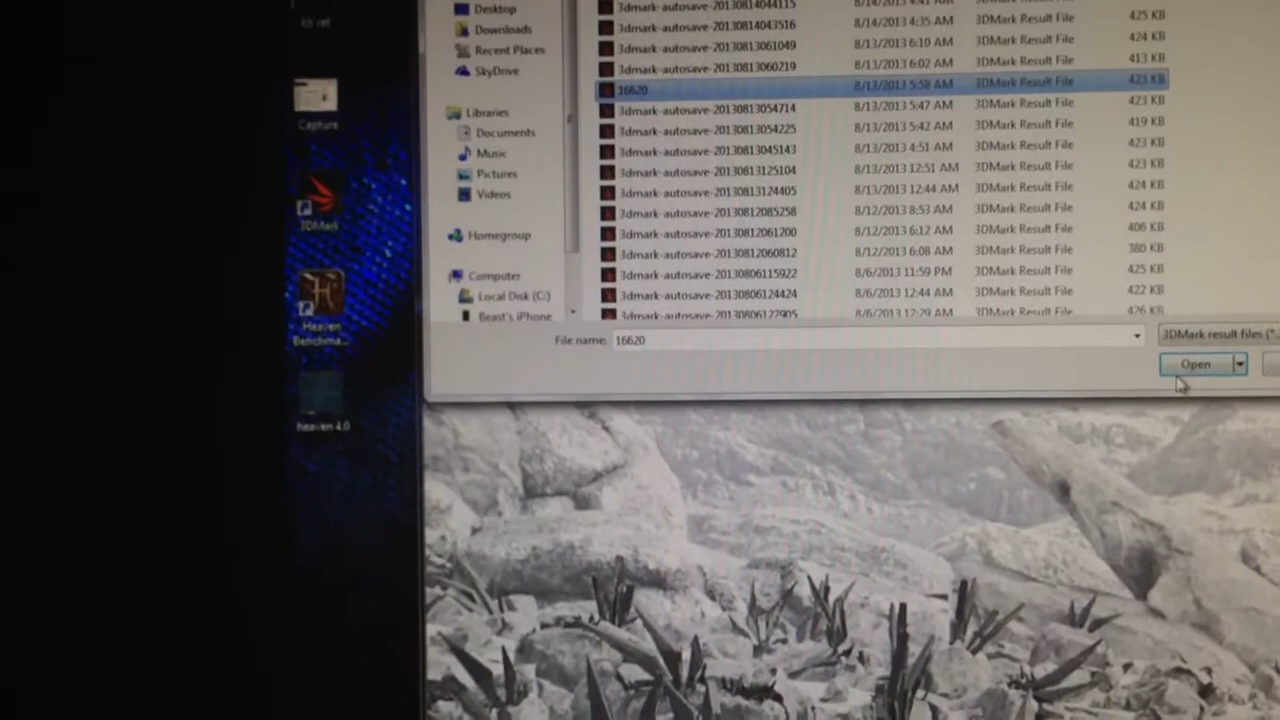 kb ref
Capture
3DMark
Heaven
Benchma...
heaven 4.0
Desktop
Downloads
Recent Places
SkyDrive
Libraries
Documents
Music
Pictures
Videos
Homegroup
Computer
Local Disk (C:)
Beast's iPhone
3dmark-autosave-20130814044115 8/14/2013 4:41 AM 3DMark Result File
3dmark-autosave-20130814043516 8/14/2013 4:35 AM 3DMark Result File 425 KB
3dmark-autosave-20130813061049 8/13/2013 6:10 AM 3DMark Result File 424 KB
3dmark-autosave-20130813060219 8/13/2013 6:02 AM 3DMark Result File 413 KB
16620 8/13/2013 5:58 AM 3DMark Result File 423 KB
3dmark-autosave-20130813054714 8/13/2013 5:47 AM 3DMark Result File 423 KB
3dmark-autosave-20130813054225 8/13/2013 5:42 AM 3DMark Result File 419 KB
3dmark-autosave-20130813045143 8/13/2013 4:51 AM 3DMark Result File 423 KB
3dmark-autosave-20130813125104 8/13/2013 12:51 AM 3DMark Result File 423 KB
3dmark-autosave-20130813124405 8/13/2013 12:44 AM 3DMark Result File 424 KB
3dmark-autosave-20130812085258 8/12/2013 8:53 AM 3DMark Result File 424 KB
3dmark-autosave-20130812061200 8/12/2013 6:12 AM 3DMark Result File 406 KB
3dmark-autosave-20130812060812 8/12/2013 6:08 AM 3DMark Result File 380 KB
3dmark-autosave-20130806115922 8/6/2013 11:59 PM 3DMark Result File 425 KB
3dmark-autosave-20130806124424 8/6/2013 12:44 AM 3DMark Result File 422 KB
3dmark-autosave-20130806122905 8/6/2013 12:29 AM 3DMark Result File 426 KB
File name: 16620 3DMark result files (*.
Open